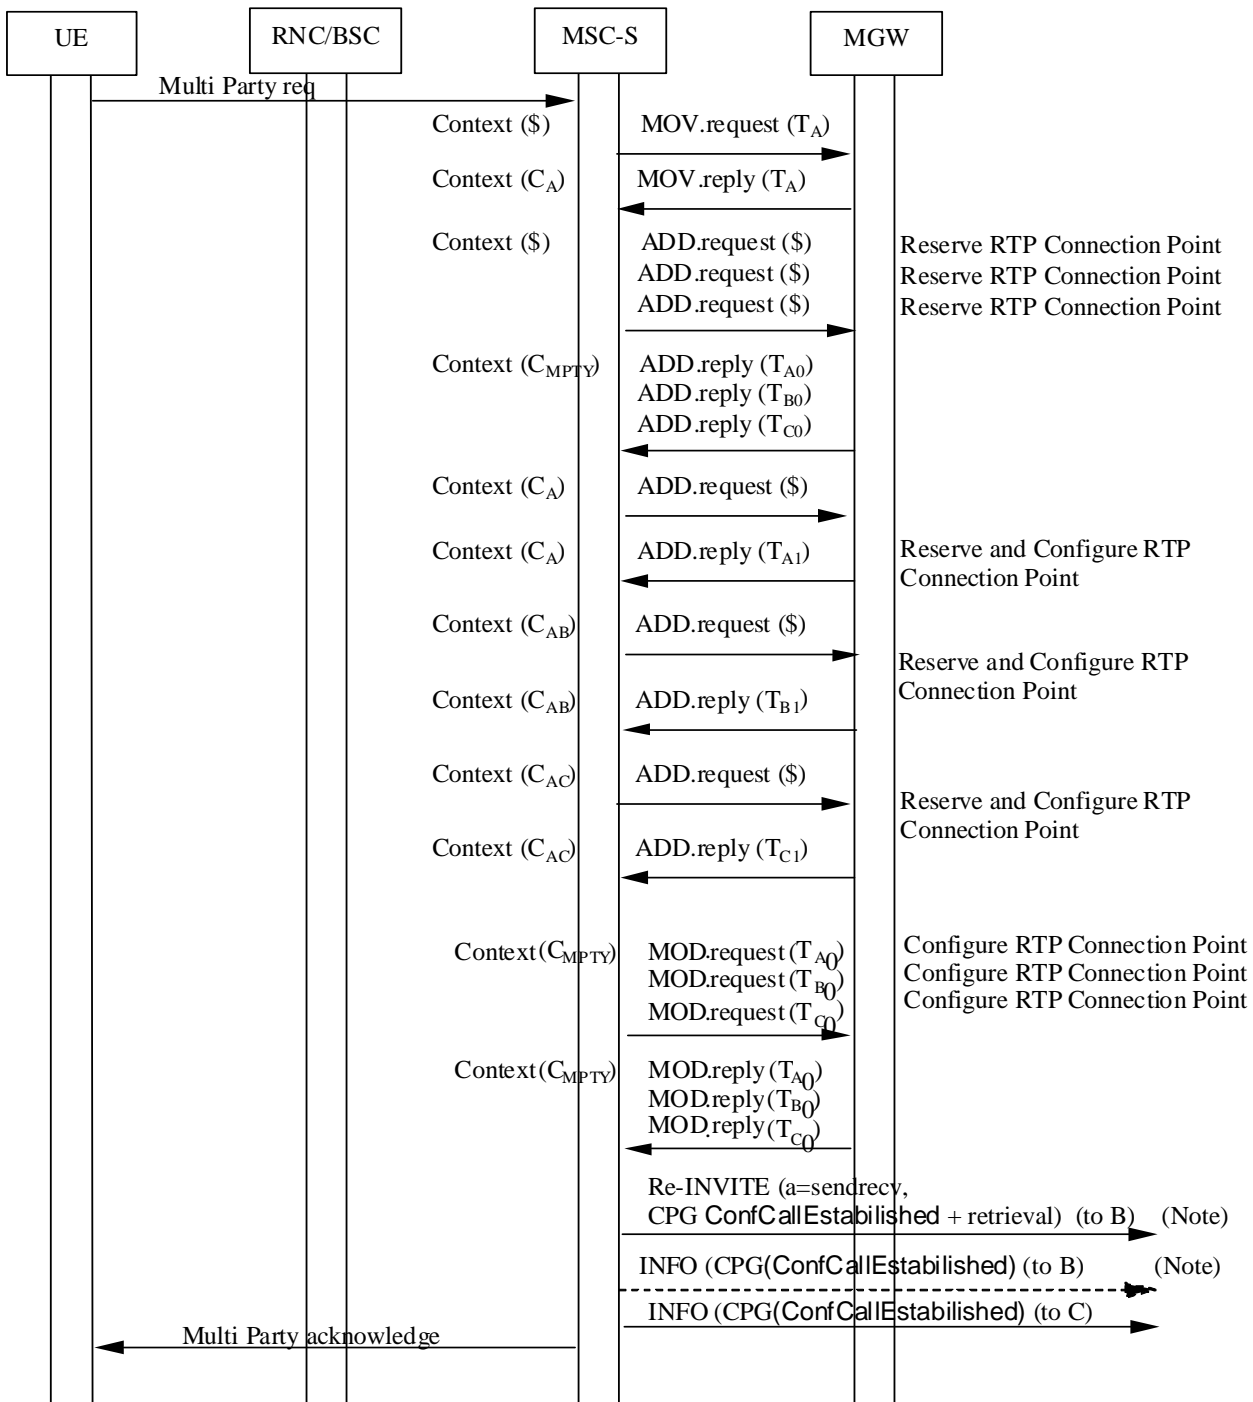 UE
RNC/BSC
MSC-S
MGW
Multi Party req
Context ($)
MOV.request (TA)
Context (CA)
MOV.reply (TA)
Context ($)
ADD.request ($)
Reserve RTP Connection Point
ADD.request ($)
Reserve RTP Connection Point
ADD.request ($)
Reserve RTP Connection Point
Context (CMPTY)
ADD.reply (TA0)
ADD.reply (TB0)
ADD.reply (TC0)
Context (CA)
ADD.request ($)
Context (CA)
ADD.reply (TA1)
Reserve and Configure RTP
Connection Point
Context (CAB)
ADD.request ($)
Reserve and Configure RTP
Connection Point
Context (CAB)
ADD.reply (TB1)
Context (CAC)
ADD.request ($)
Reserve and Configure RTP
Connection Point
Context (CAC)
ADD.reply (TC1)
Context (CMPTY)
MOD.request (TA0)
Configure RTP Connection Point
MOD.request (TB0)
Configure RTP Connection Point
MOD.request (TC0)
Configure RTP Connection Point
Context (CMPTY)
MOD.reply (TA0)
MOD.reply (TB0)
MOD.reply (TC0)
Re-INVITE (a=sendrecv,
CPG ConfCallEstabilished + retrieval) (to B) (Note)
INFO (CPG(ConfCallEstabilished) (to B) (Note)
INFO (CPG(ConfCallEstabilished) (to C)
Multi Party acknowledge